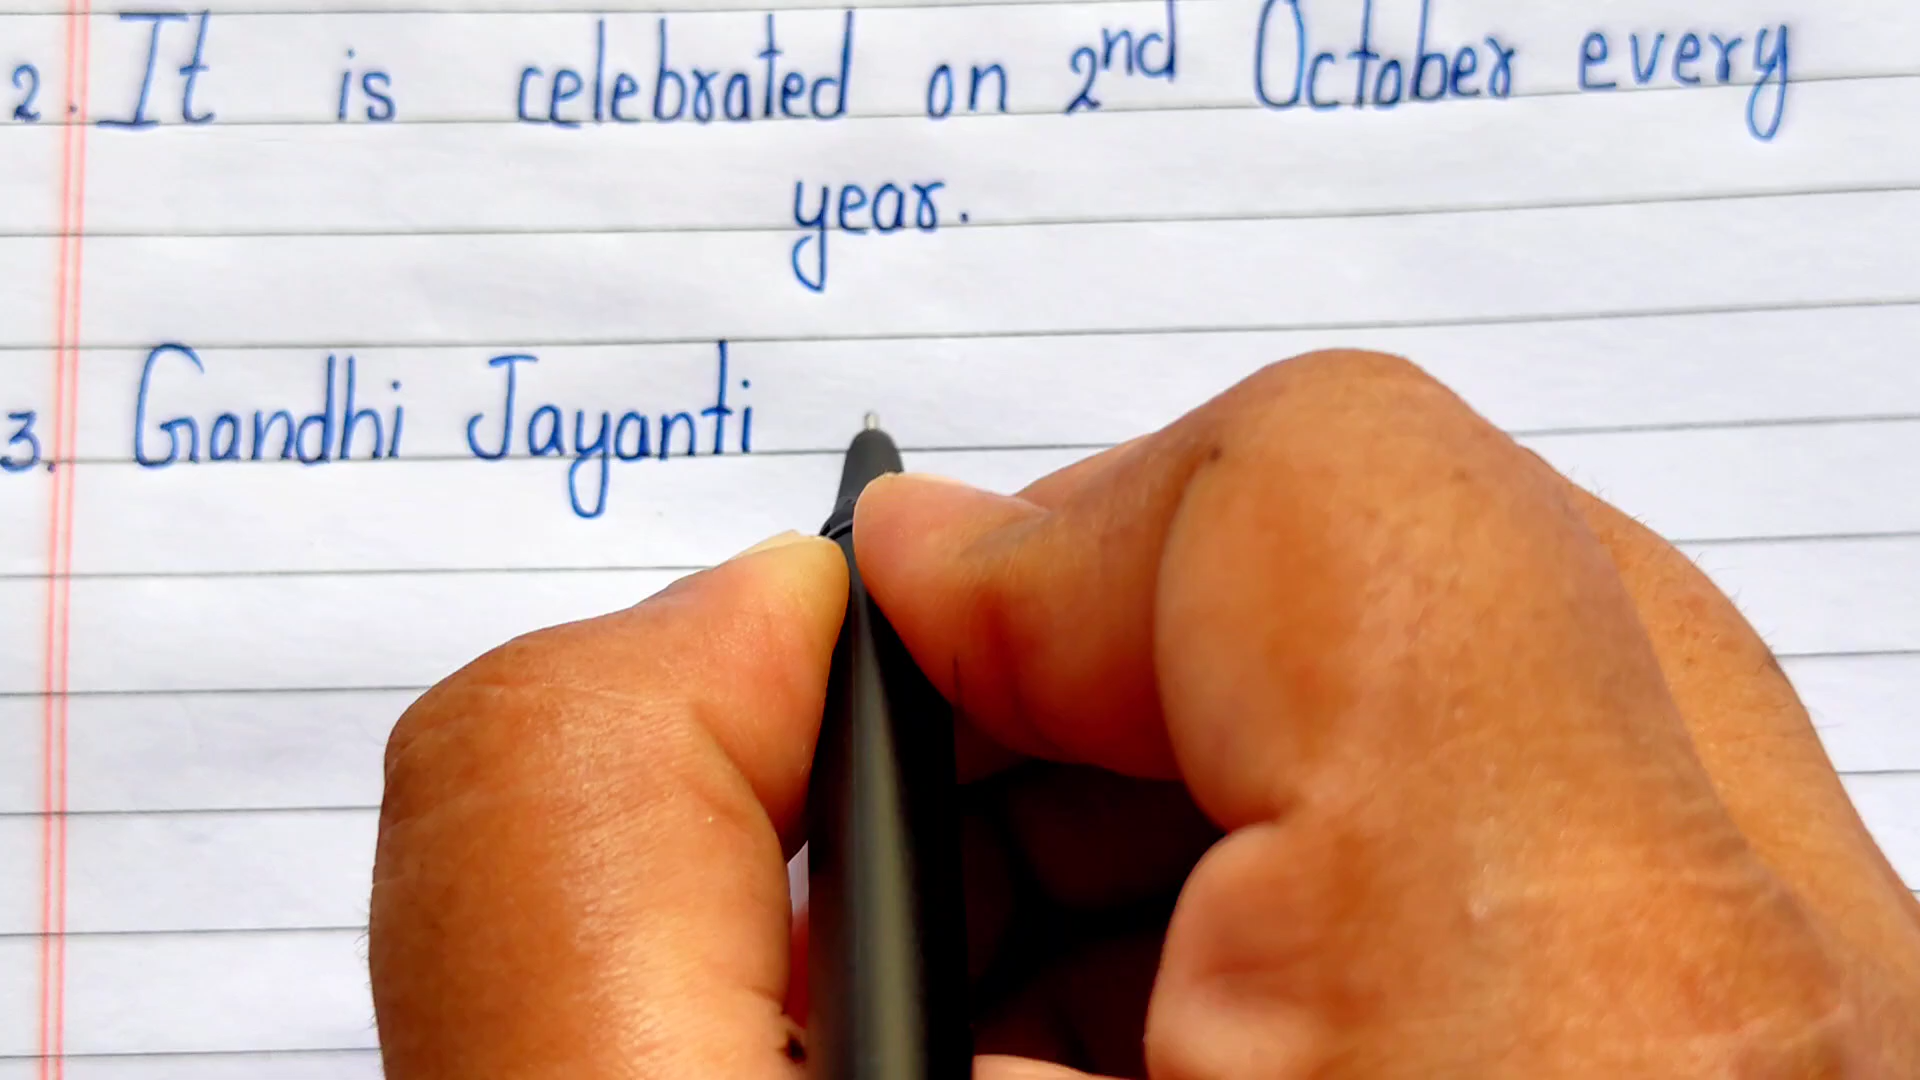 2. It is celebrated on 2nd October every
year.
3. Gandhi Jayanti